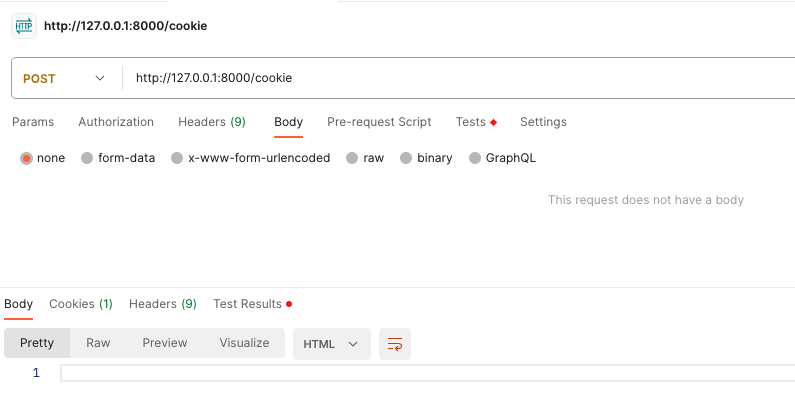 HTTP http://127.0.0.1:8000/cookie
POST http://127.0.0.1:8000/cookie
Params Authorization Headers (9) Body Pre-request Script Tests Settings
none form-data x-www-form-urlencoded raw binary GraphQL
This request does not have a body
Body Cookies (1) Headers (9) Test Results
Pretty Raw Preview Visualize HTML
1